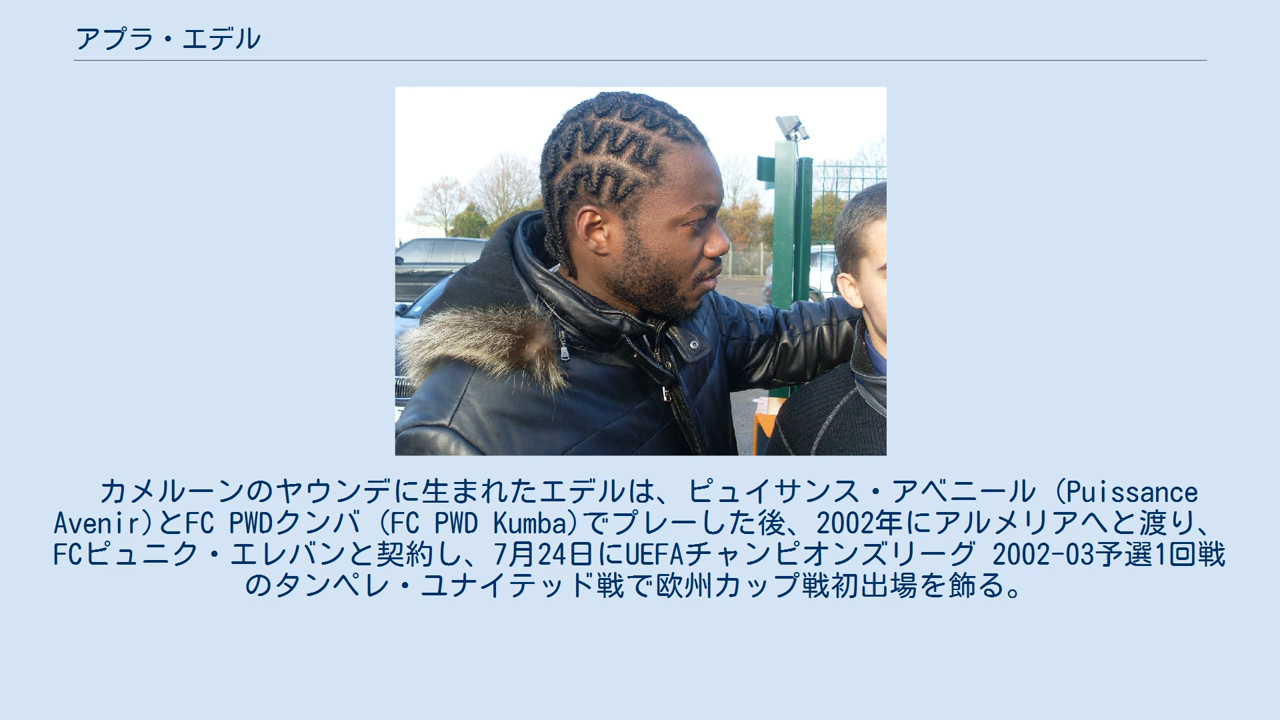 アプラ・エデル
カメルーンのヤウンデに生まれたエデルは、ピュイサンス・アベニール (Puissance
Avenir)とFC PWDクンバ (FC PWD Kumba)でプレーした後、2002年にアルメリアへと渡り、
FCピュニク・エレバンと契約し、7月24日にUEFAチャンピオンズリーグ 2002-03予選1回戦
のタンペレ・ユナイテッド戦で欧州カップ戦初出場を飾る。